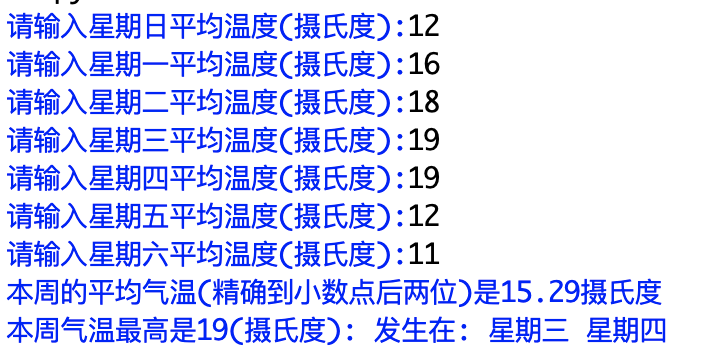 请输入星期日平均温度(摄氏度):12
请输入星期一平均温度(摄氏度):16
请输入星期二平均温度(摄氏度):18
请输入星期三平均温度(摄氏度):19
请输入星期四平均温度(摄氏度):19
请输入星期五平均温度(摄氏度):12
请输入星期六平均温度(摄氏度):11
本周的平均气温(精确到小数点后两位)是15.29摄氏度
本周气温最高是19(摄氏度): 发生在: 星期三 星期四